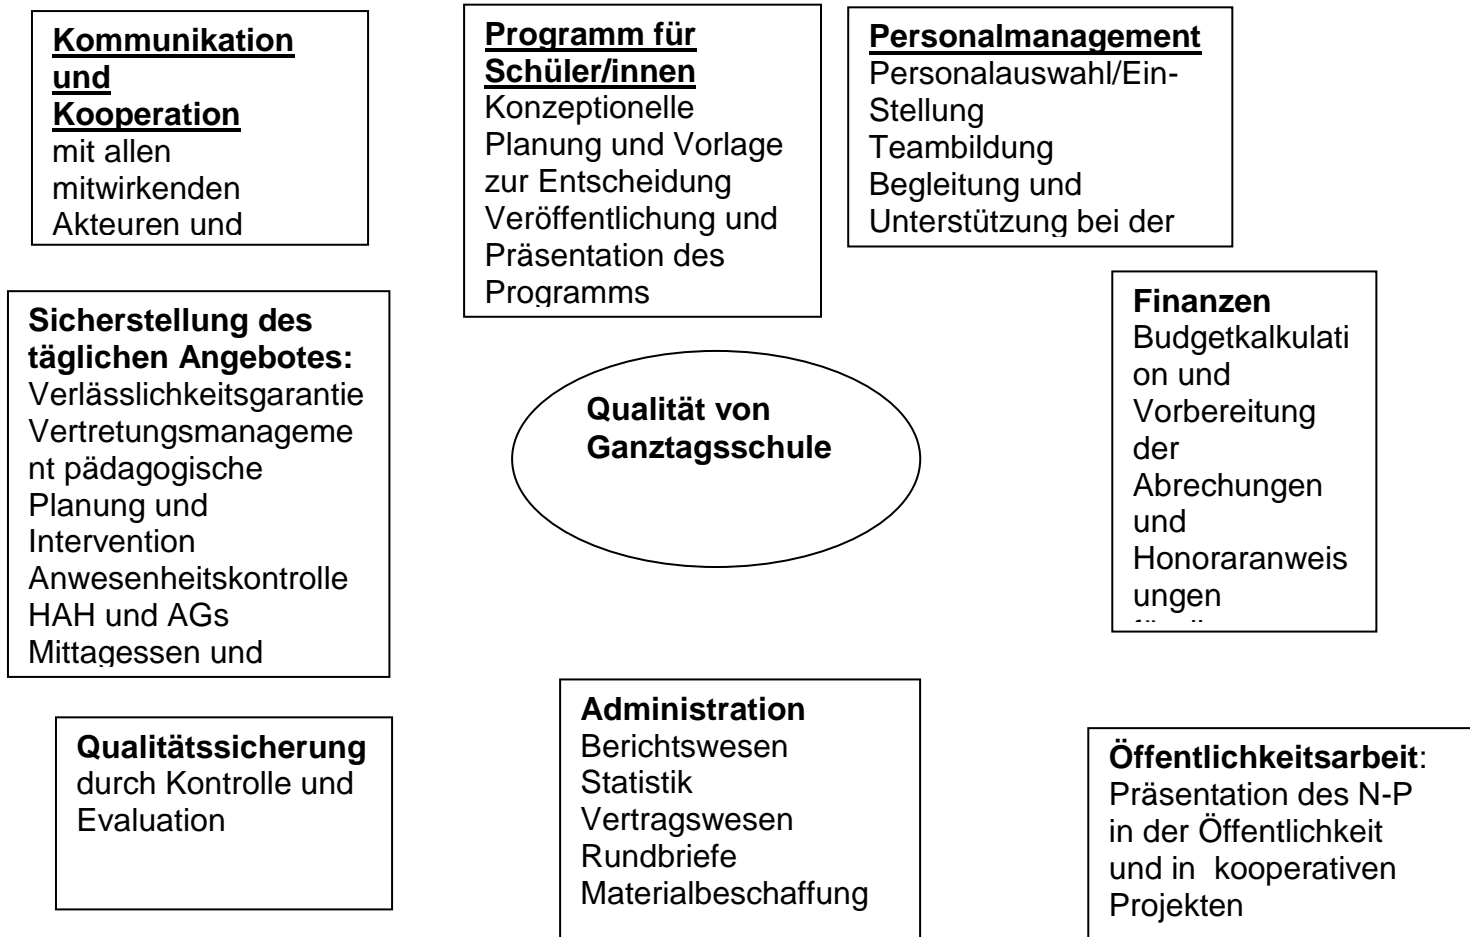 Kommunikation
und
Kooperation
mit allen
mitwirkenden
Akteuren und
Programm für
Schüler/innen
Konzeptionelle
Planung und Vorlage
zur Entscheidung
Veröffentlichung und
Präsentation des
Programms
Personalmanagement
Personalauswahl/Ein-
Stellung
Teambildung
Begleitung und
Unterstützung bei der
Sicherstellung des
täglichen Angebotes:
Verlässlichkeitsgarantie
Vertretungsmanageme
nt pädagogische
Planung und
Intervention
Anwesenheitskontrolle
HAH und AGs
Mittagessen und
Qualität von
Ganztagsschule
Finanzen
Budgetkalkulati
on und
Vorbereitung
der
Abrechungen
und
Honoraranweis
ungen
Qualitätssicherung
durch Kontrolle und
Evaluation
Administration
Berichtswesen
Statistik
Vertragswesen
Rundbriefe
Materialbeschaffung
Öffentlichkeitsarbeit:
Präsentation des N-P
in der Öffentlichkeit
und in  kooperativen
Projekten